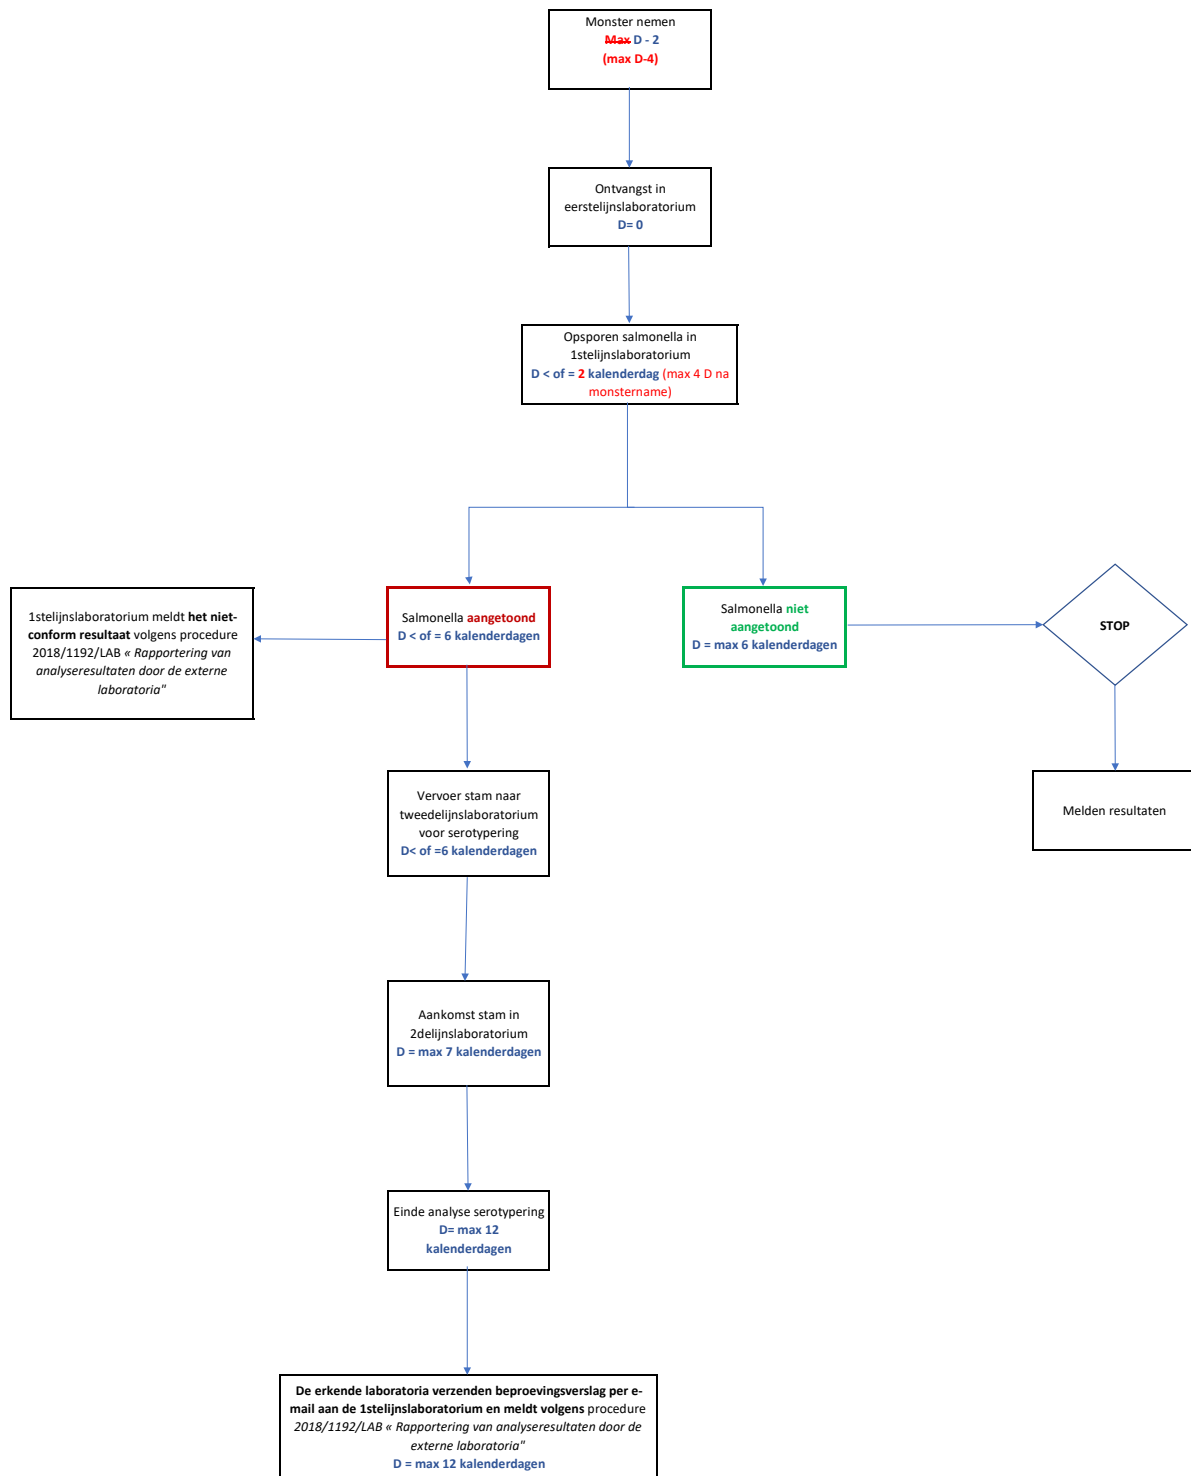 Monster nemen
Max D - 2
(max D-4)
Ontvangst in
eerstelijnslaboratorium
D= 0
Opsporen salmonella in
1stelijnslaboratorium
D < of = 2 kalenderdag (max 4 D na
monstername)
1stelijnslaboratorium meldt het niet-
conform resultaat volgens procedure
2018/1192/LAB « Rapportering van
analyseresultaten door de externe
laboratoria"
Salmonella aangetoond
D < of = 6 kalenderdagen
Salmonella niet
aangetoond
D = max 6 kalenderdagen
STOP
Vervoer stam naar
tweedelijnslaboratorium
voor serotypering
D< of =6 kalenderdagen
Melden resultaten
Aankomst stam in
2delijnslaboratorium
D = max 7 kalenderdagen
Einde analyse serotypering
D= max 12
kalenderdagen
De erkende laboratoria verzenden beproevingsverslag per e-
mail aan de 1stelijnslaboratorium en meldt volgens procedure
2018/1192/LAB « Rapportering van analyseresultaten door de
externe laboratoria"
D = max 12 kalenderdagen